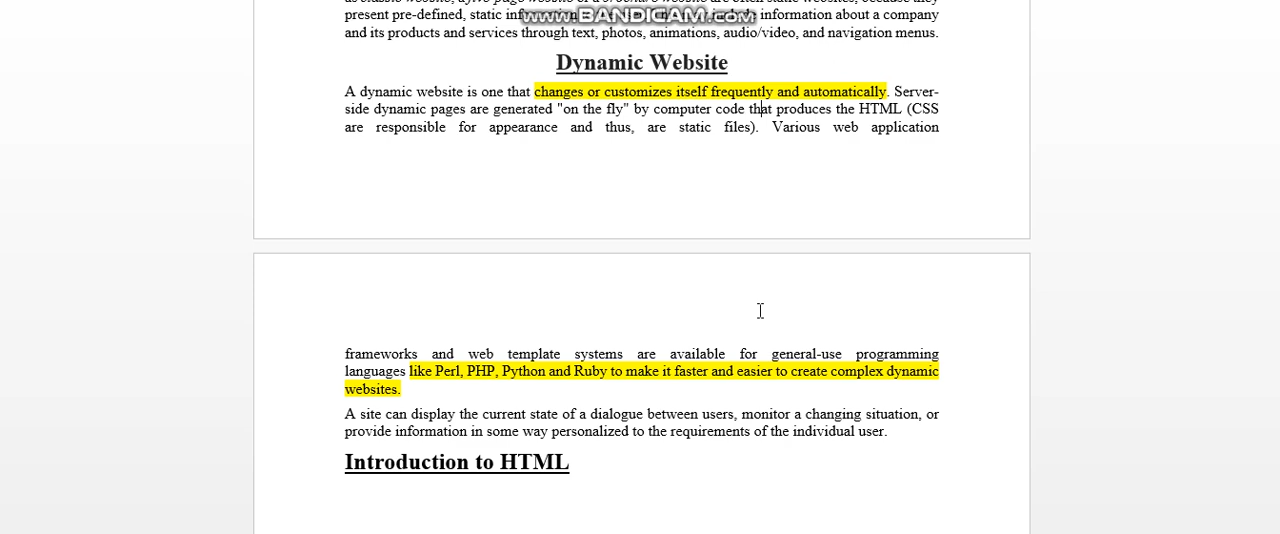 as classic website, a five-page website or a brochure website are often static websites, because they
present pre-defined, static information about a company
and its products and services through text, photos, animations, audio/video, and navigation menus.
www.BANDICAM.com
Dynamic Website
A dynamic website is one that changes or customizes itself frequently and automatically. Server-
side dynamic pages are generated "on the fly" by computer code that produces the HTML (CSS
are responsible for appearance and thus, are static files). Various web application
frameworks and web template systems are available for general-use programming
languages like Perl, PHP, Python and Ruby to make it faster and easier to create complex dynamic
websites.
A site can display the current state of a dialogue between users, monitor a changing situation, or
provide information in some way personalized to the requirements of the individual user.
Introduction to HTML